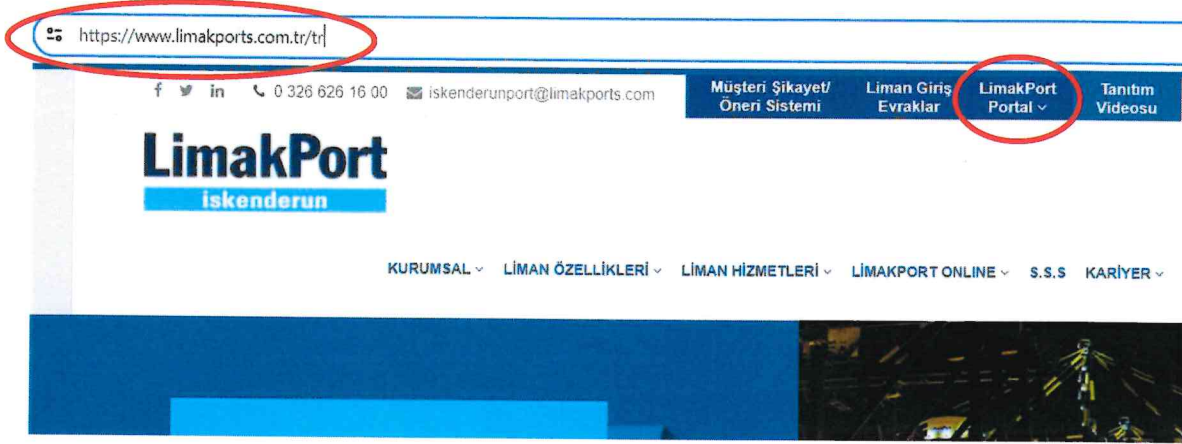 https://www.limakports.com.tr/tr
f in 0 326 626 16 00 iskenderunport@limakports.com
Müşteri Şikayet/ Öneri Sistemi
Liman Giriş Evraklar
LimakPort Portal
Tanıtım Videosu
LimakPort
iskenderun
KURUMSAL LİMAN ÖZELLİKLERİ LİMAN HİZMETLERİ LİMAKPORT ONLINE S.S.S KARİYER